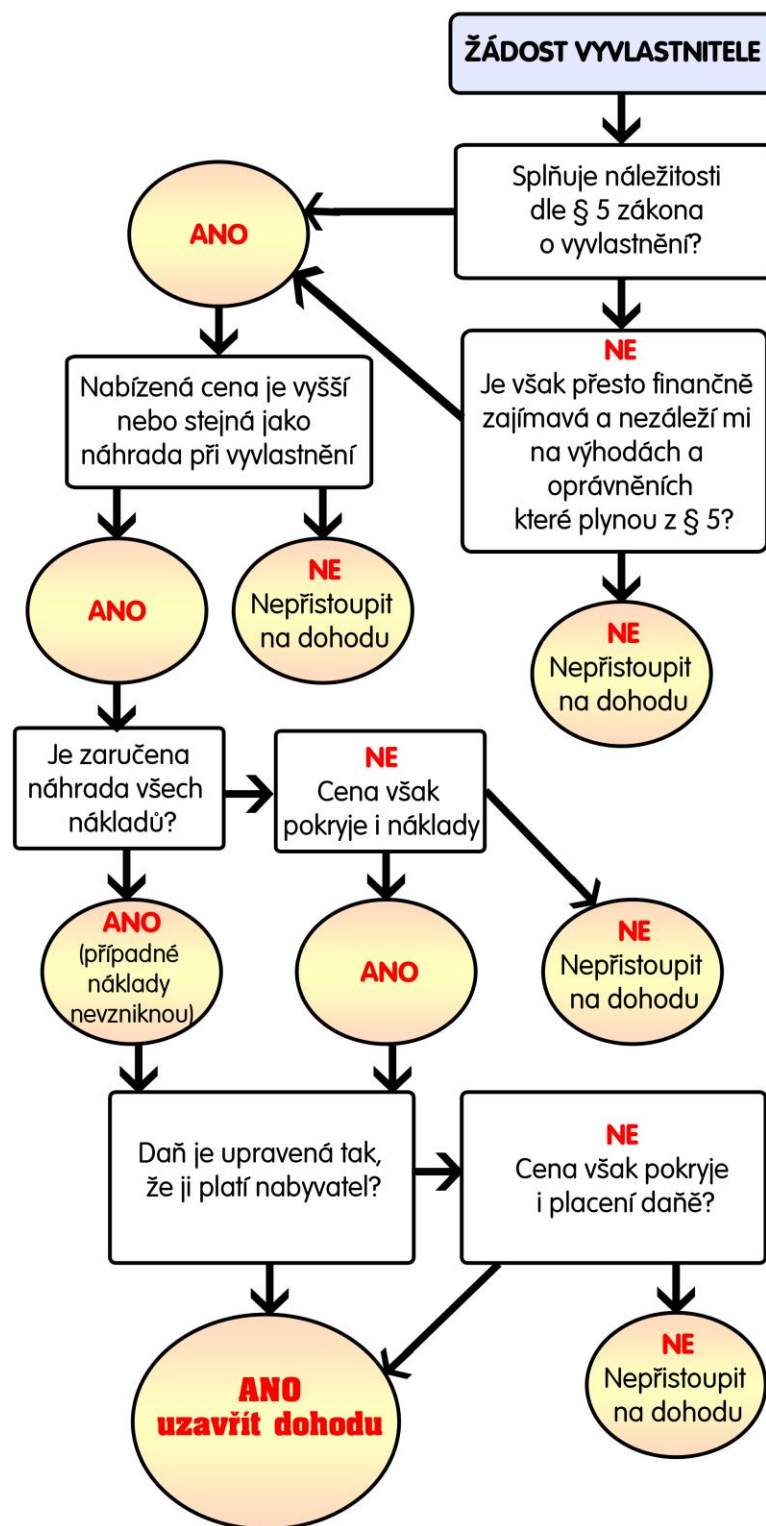 ŽÁDOST VYVLASTNITELE
Splňuje náležitosti
dle § 5 zákona
o vyvlastnění?
ANO
NE
Je však přesto finančně
zajímavá a nezáleží mi
na výhodách a
oprávněních
které plynou z § 5?
Nabízená cena je vyšší
nebo stejná jako
náhrada při vyvlastnění
ANO
NE
Nepřistoupit
na dohodu
NE
Nepřistoupit
na dohodu
Je zaručena
náhrada všech
nákladů?
NE
Cena však
pokryje i náklady
ANO
(případné
náklady
nevzniknou)
ANO
NE
Nepřistoupit
na dohodu
Daň je upravená tak,
že ji platí nabyvatel?
NE
Cena však pokryje
i placení daně?
ANO
uzavřít dohodu
NE
Nepřistoupit
na dohodu